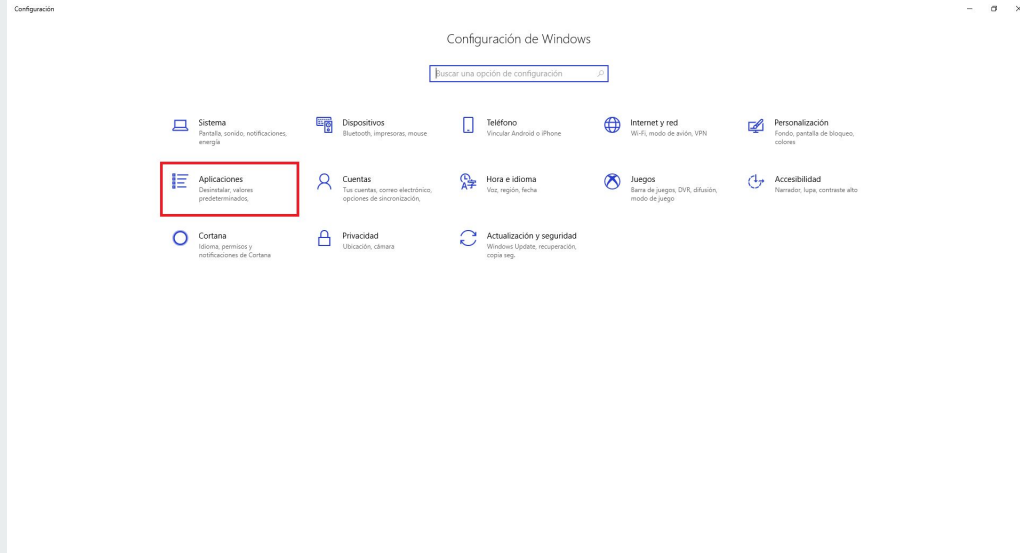 Configuración
Configuración de Windows
Buscar una opción de configuración
Sistema
Pantalla, sonido, notificaciones,
energía
Dispositivos
Bluetooth, impresoras, mouse
Teléfono
Vincular Android o iPhone
Internet y red
Wi-Fi, modo de avión, VPN
Personalización
Fondo, pantalla de bloqueo,
colores
Aplicaciones
Desinstalar, valores
predeterminados,
Cuentas
Tus cuentas, correo electrónico,
opciones de sincronización,
Hora e idioma
Voz, región, fecha
Juegos
Barra de juegos, DVR, difusión,
modo de juego
Accesibilidad
Narrador, lupa, contraste alto
Cortana
Idioma, permisos y
notificaciones de Cortana
Privacidad
Ubicación, cámara
Actualización y seguridad
Windows Update, recuperación,
copia seg.